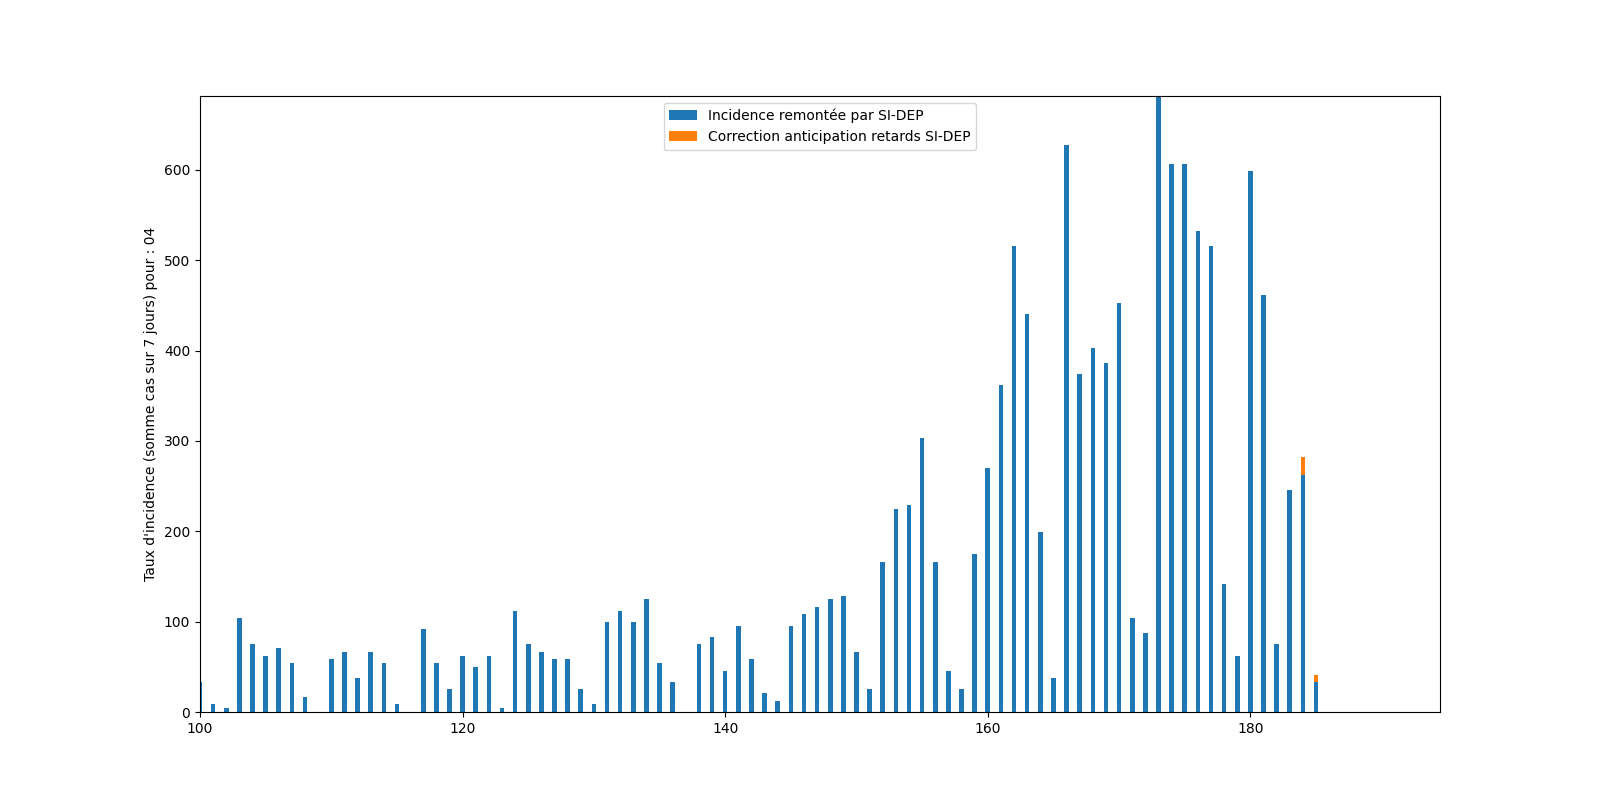 Incidence remontée par SI-DEP
Correction anticipation retards SI-DEP
Taux d'incidence (somme cas sur 7 jours) pour : 04
600
500
400
300
200
100
0
100 120 140 160 180